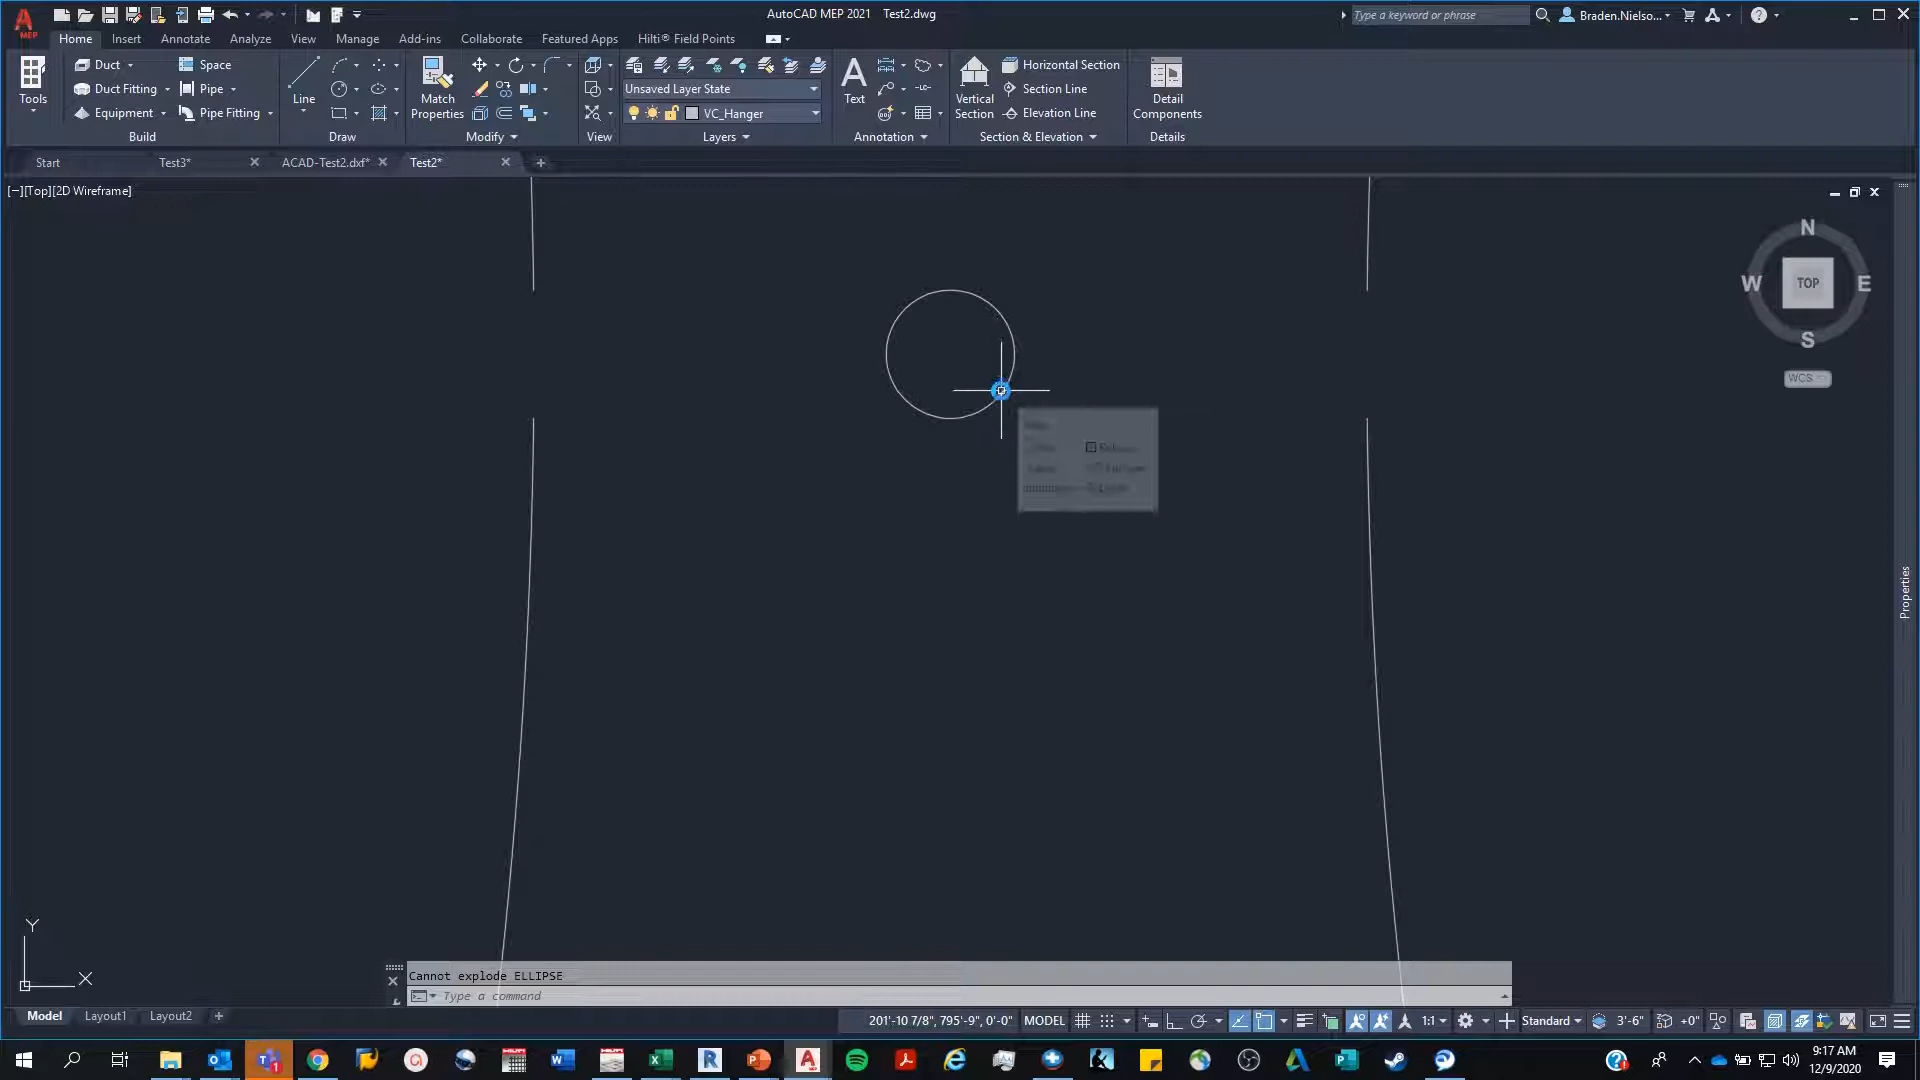 AutoCAD MEP 2021 Test2.dwg
Type a keyword or phrase
Braden.Nielso...
MEP
Home Insert Annotate Analyze View Manage Add-ins Collaborate Featured Apps Hilti® Field Points
Tools
Duct
Duct Fitting
Equipment
Space
Pipe
Pipe Fitting
Build
Line
Draw
Match
Properties
Modify
View
Unsaved Layer State
VC_Hanger
Layers
Text
Annotation
Vertical
Section
Horizontal Section
Section Line
Elevation Line
Section & Elevation
Detail
Components
Details
Start Test3* ACAD-Test2.dxf* Test2*
[−][Top][2D Wireframe]
N
W TOP E
S
WCS
Properties
Y
X
Cannot explode ELLIPSE
Type a command
Model Layout1 Layout2
201'-10 7/8", 795'-9", 0'-0" MODEL 1:1 Standard 3'-6" +0"
9:17 AM
12/9/2020